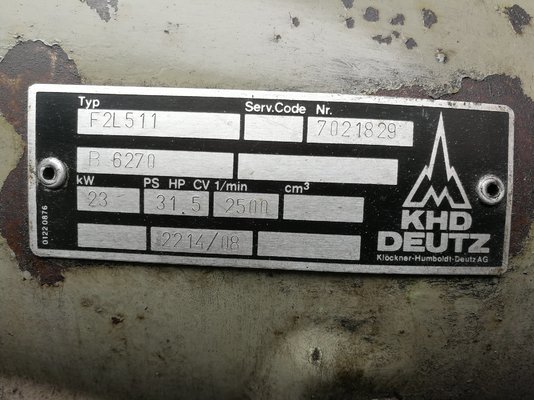 Typ Serv.Code Nr.
F2L511 7021829
B 6270
kW PS HP CV 1/min cm³
23 31.5 2500
2214/08
01220876
KHD
DEUTZ
Klöckner-Humboldt-Deutz AG